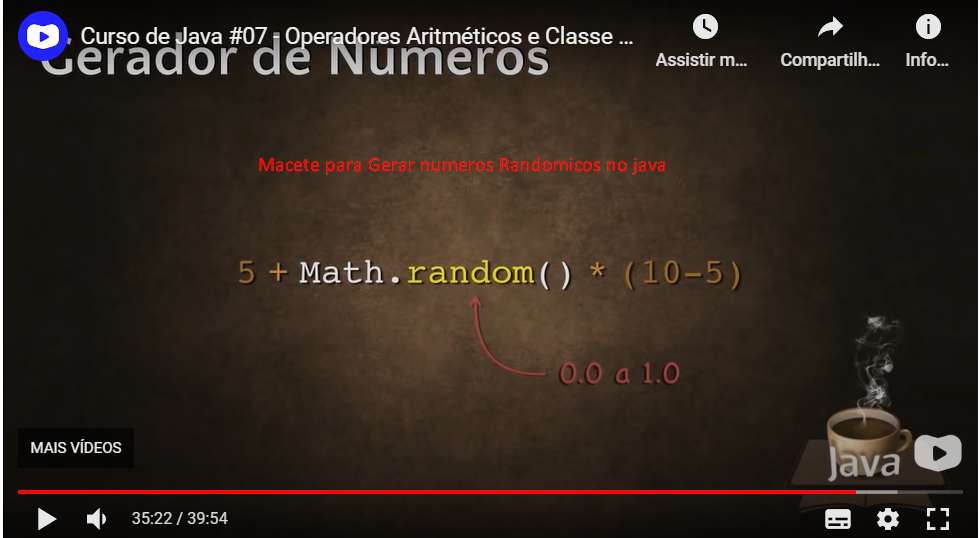 Curso de Java #07 - Operadores Aritméticos e Classe ...
Gerador de Números
Assistir m...
Compartilh...
Info...
Macete para Gerar numeros Randomicos no java
5 + Math.random() * (10-5)
0.0 a 1.0
MAIS VÍDEOS
Java
35:22 / 39:54